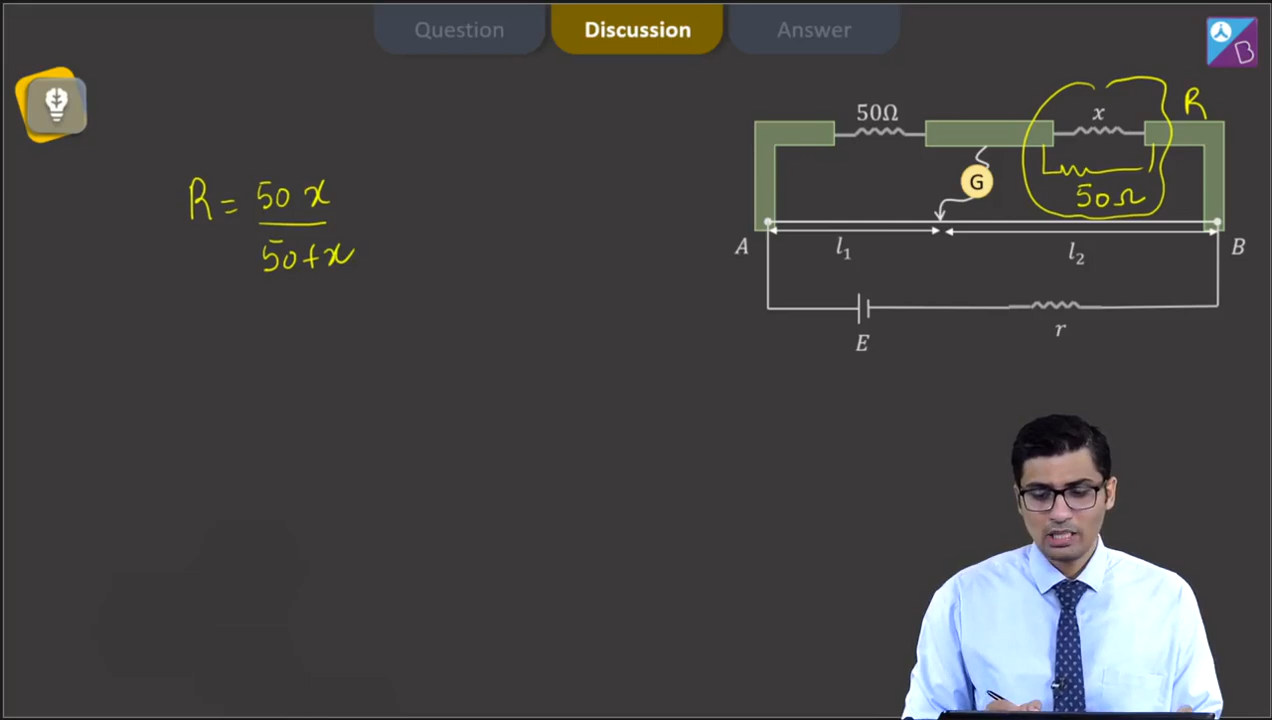 Question
Discussion
Answer
B
50Ω
x
R
G
50Ω
R = 50 x
50+x
A
l₁
l₂
B
E
r